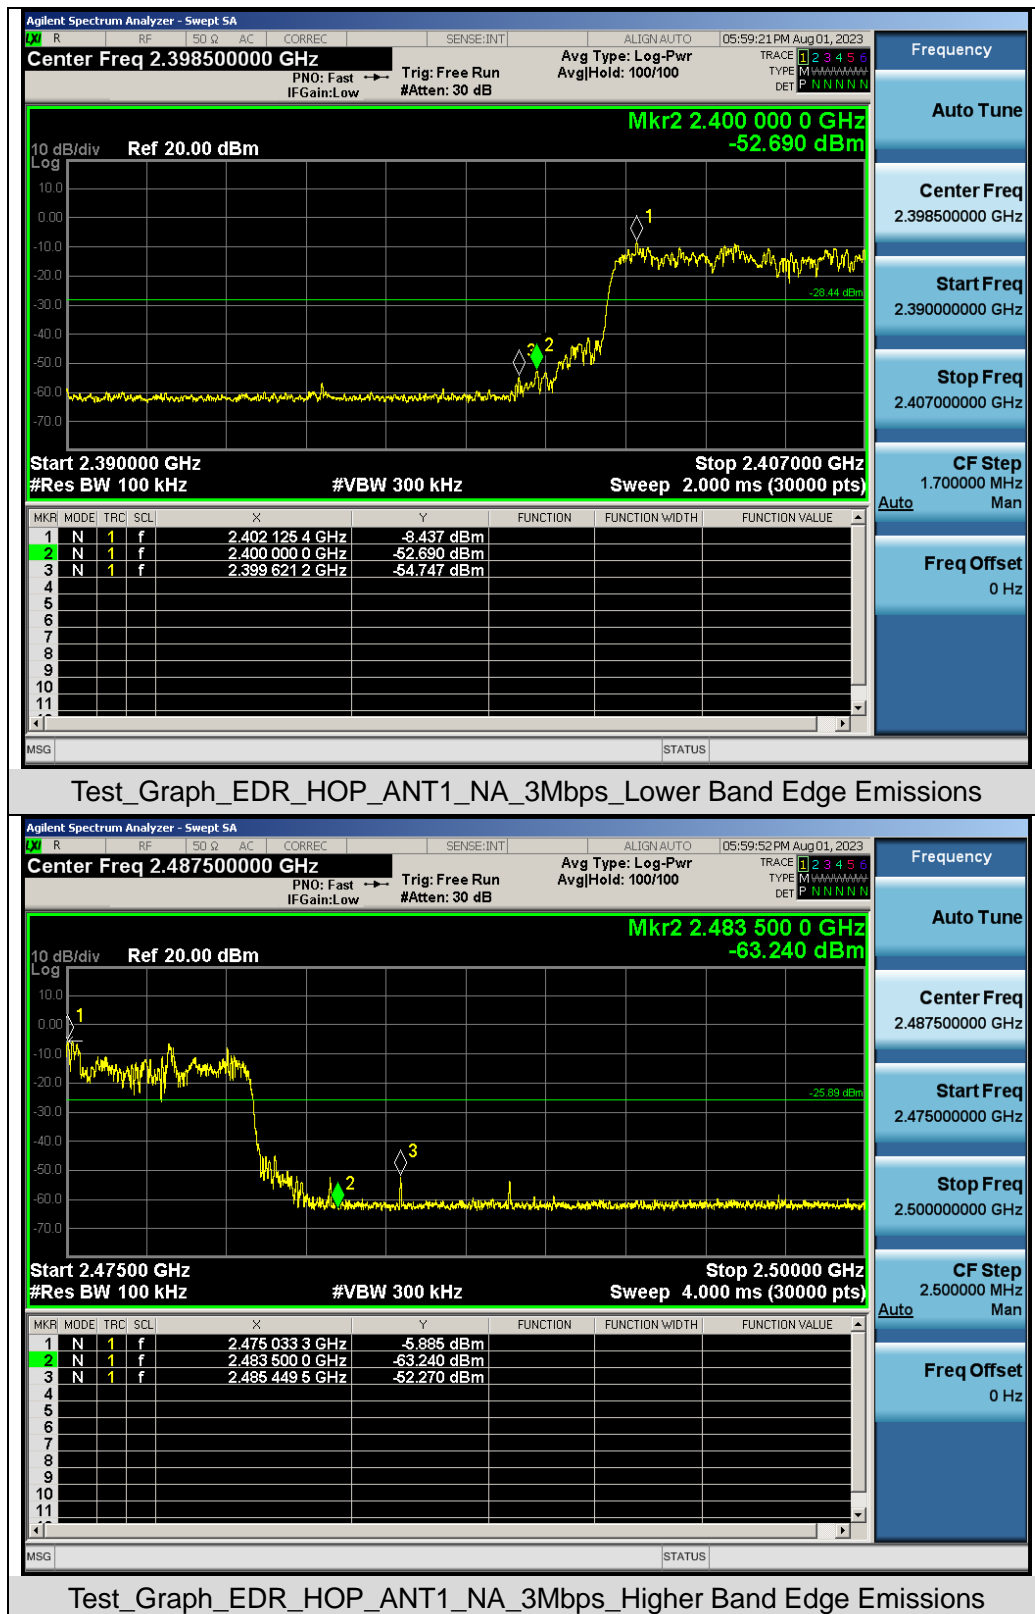 Agilent Spectrum Analyzer - Swept SA
LXI R RF 50 Ω AC CORREC SENSE:INT ALIGN AUTO 05:59:21 PM Aug 01, 2023
Center Freq 2.398500000 GHz
PNO: Fast
IFGain:Low
Trig: Free Run
#Atten: 30 dB
Avg Type: Log-Pwr
Avg|Hold: 100/100
TRACE 1 2 3 4 5 6
TYPE M
DET P N N N N N
Mkr2 2.400 000 0 GHz
-52.690 dBm
10 dB/div Ref 20.00 dBm
Log
10.0
0.00
-10.0
-20.0
-30.0
-40.0
-50.0
-60.0
-70.0
1
3
2
-28.44 dBm
Start 2.390000 GHz Stop 2.407000 GHz
#Res BW 100 kHz #VBW 300 kHz Sweep 2.000 ms (30000 pts)
MKR MODE TRC SCL X Y FUNCTION FUNCTION WIDTH FUNCTION VALUE
1 N 1 f 2.402 125 4 GHz -8.437 dBm
2 N 1 f 2.400 000 0 GHz -52.690 dBm
3 N 1 f 2.399 621 2 GHz -54.747 dBm
4
5
6
7
8
9
10
11
MSG STATUS
Frequency
Auto Tune
Center Freq
2.398500000 GHz
Start Freq
2.390000000 GHz
Stop Freq
2.407000000 GHz
CF Step
1.700000 MHz
Auto Man
Freq Offset
0 Hz
Test_Graph_EDR_HOP_ANT1_NA_3Mbps_Lower Band Edge Emissions
Agilent Spectrum Analyzer - Swept SA
LXI R RF 50 Ω AC CORREC SENSE:INT ALIGN AUTO 05:59:52 PM Aug 01, 2023
Center Freq 2.487500000 GHz
PNO: Fast
IFGain:Low
Trig: Free Run
#Atten: 30 dB
Avg Type: Log-Pwr
Avg|Hold: 100/100
TRACE 1 2 3 4 5 6
TYPE M
DET P N N N N N
Mkr2 2.483 500 0 GHz
-63.240 dBm
10 dB/div Ref 20.00 dBm
Log
10.0
0.00
-10.0
-20.0
-30.0
-40.0
-50.0
-60.0
-70.0
1
2
3
-25.89 dBm
Start 2.47500 GHz Stop 2.50000 GHz
#Res BW 100 kHz #VBW 300 kHz Sweep 4.000 ms (30000 pts)
MKR MODE TRC SCL X Y FUNCTION FUNCTION WIDTH FUNCTION VALUE
1 N 1 f 2.475 033 3 GHz -5.885 dBm
2 N 1 f 2.483 500 0 GHz -63.240 dBm
3 N 1 f 2.485 449 5 GHz -52.270 dBm
4
5
6
7
8
9
10
11
MSG STATUS
Frequency
Auto Tune
Center Freq
2.487500000 GHz
Start Freq
2.475000000 GHz
Stop Freq
2.500000000 GHz
CF Step
2.500000 MHz
Auto Man
Freq Offset
0 Hz
Test_Graph_EDR_HOP_ANT1_NA_3Mbps_Higher Band Edge Emissions